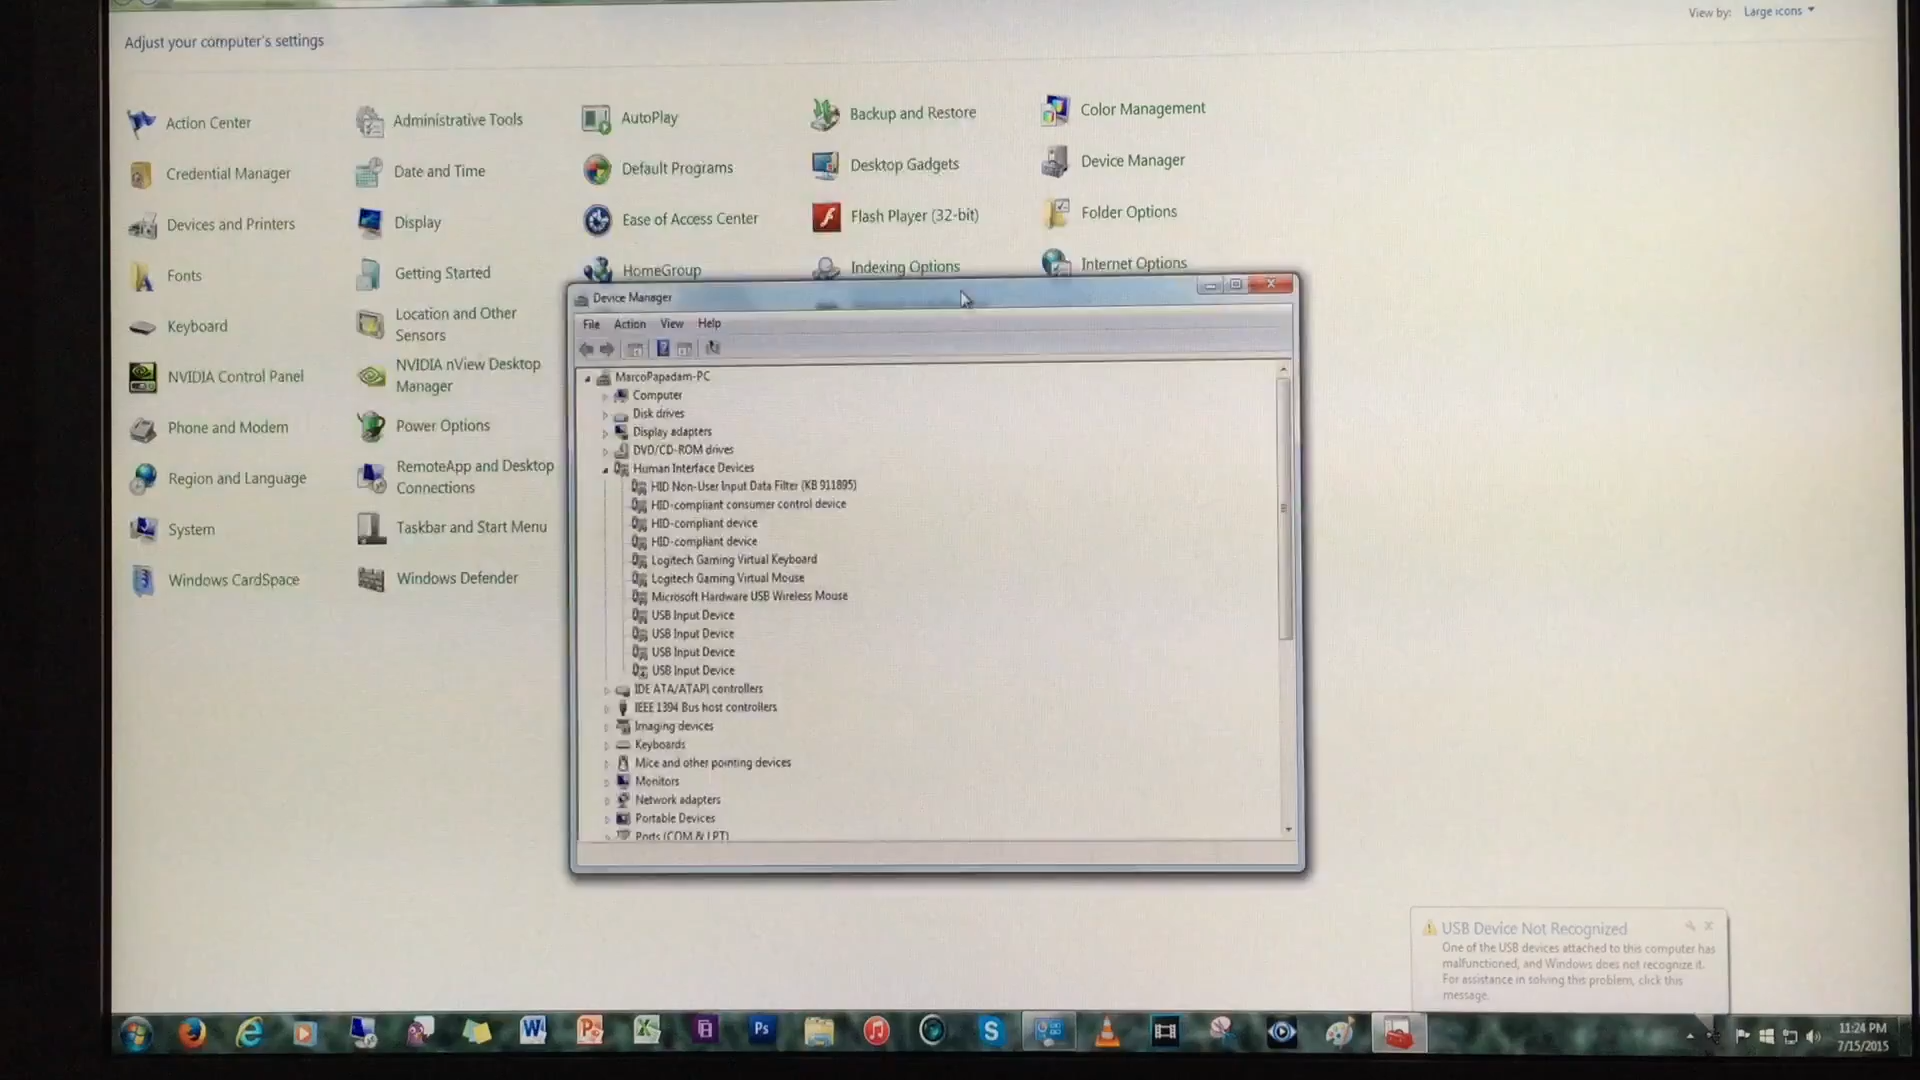 View by: Large icons
Adjust your computer's settings
Action Center
Administrative Tools
AutoPlay
Backup and Restore
Color Management
Credential Manager
Date and Time
Default Programs
Desktop Gadgets
Device Manager
Devices and Printers
Display
Ease of Access Center
Flash Player (32-bit)
Folder Options
Fonts
Getting Started
HomeGroup
Indexing Options
Internet Options
Keyboard
Location and Other
Sensors
NVIDIA Control Panel
NVIDIA nView Desktop
Manager
Phone and Modem
Power Options
Region and Language
RemoteApp and Desktop
Connections
System
Taskbar and Start Menu
Windows CardSpace
Windows Defender
Device Manager
File Action View Help
MarcoPapadam-PC
Computer
Disk drives
Display adapters
DVD/CD-ROM drives
Human Interface Devices
HID Non-User Input Data Filter (KB 911895)
HID-compliant consumer control device
HID-compliant device
HID-compliant device
Logitech Gaming Virtual Keyboard
Logitech Gaming Virtual Mouse
Microsoft Hardware USB Wireless Mouse
USB Input Device
USB Input Device
USB Input Device
USB Input Device
IDE ATA/ATAPI controllers
IEEE 1394 Bus host controllers
Imaging devices
Keyboards
Mice and other pointing devices
Monitors
Network adapters
Portable Devices
Ports (COM & LPT)
USB Device Not Recognized
One of the USB devices attached to this computer has
malfunctioned, and Windows does not recognize it.
For assistance in solving this problem, click this
message.
Ps
11:24 PM
7/15/2015